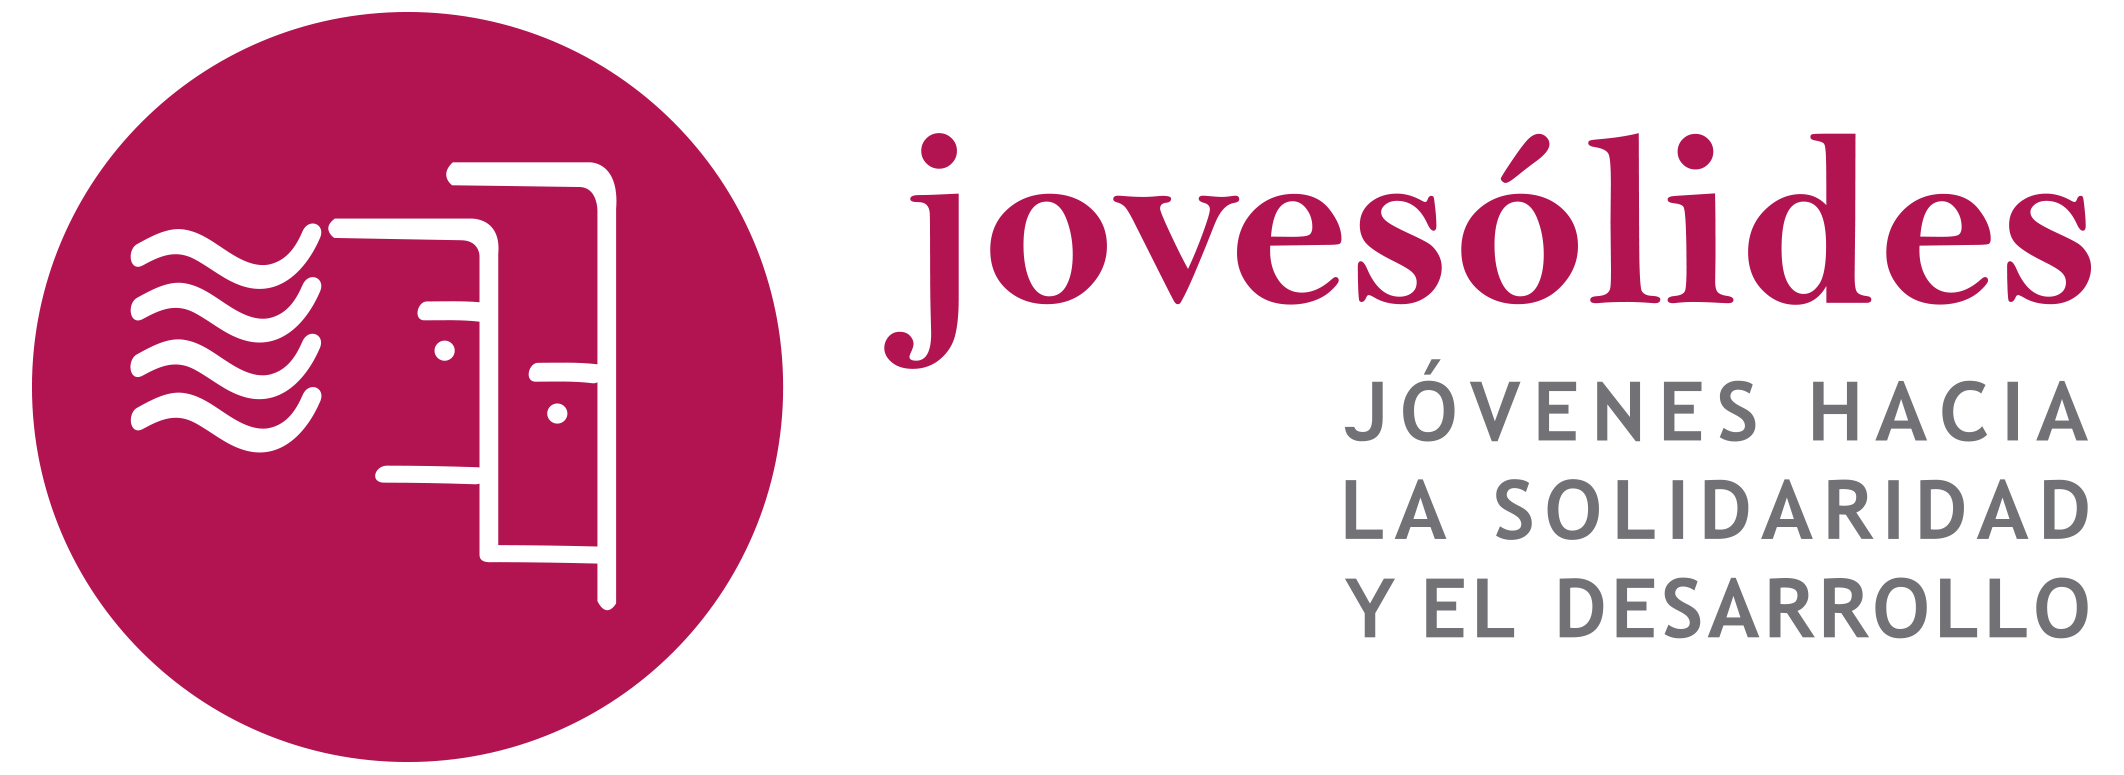 jovesólides
JÓVENES HACIA
LA SOLIDARIDAD
Y EL DESARROLLO